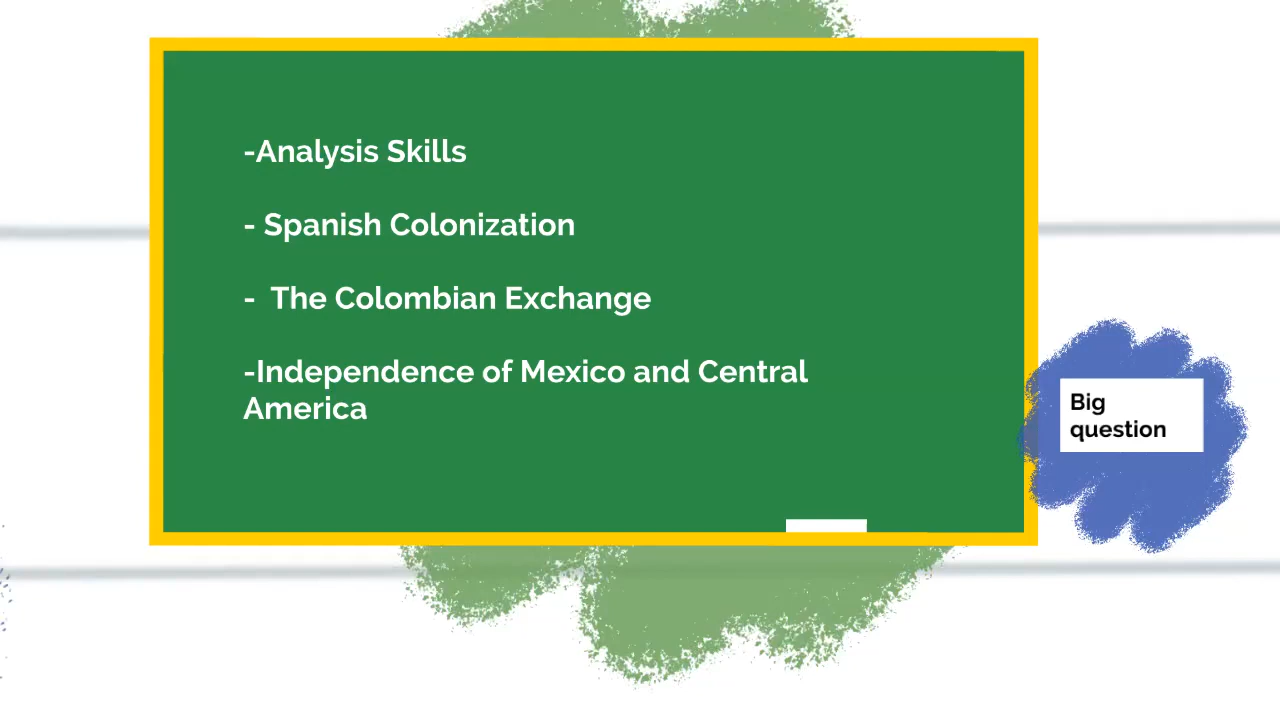 -Analysis Skills
- Spanish Colonization
-  The Colombian Exchange
-Independence of Mexico and Central
America
Big
question